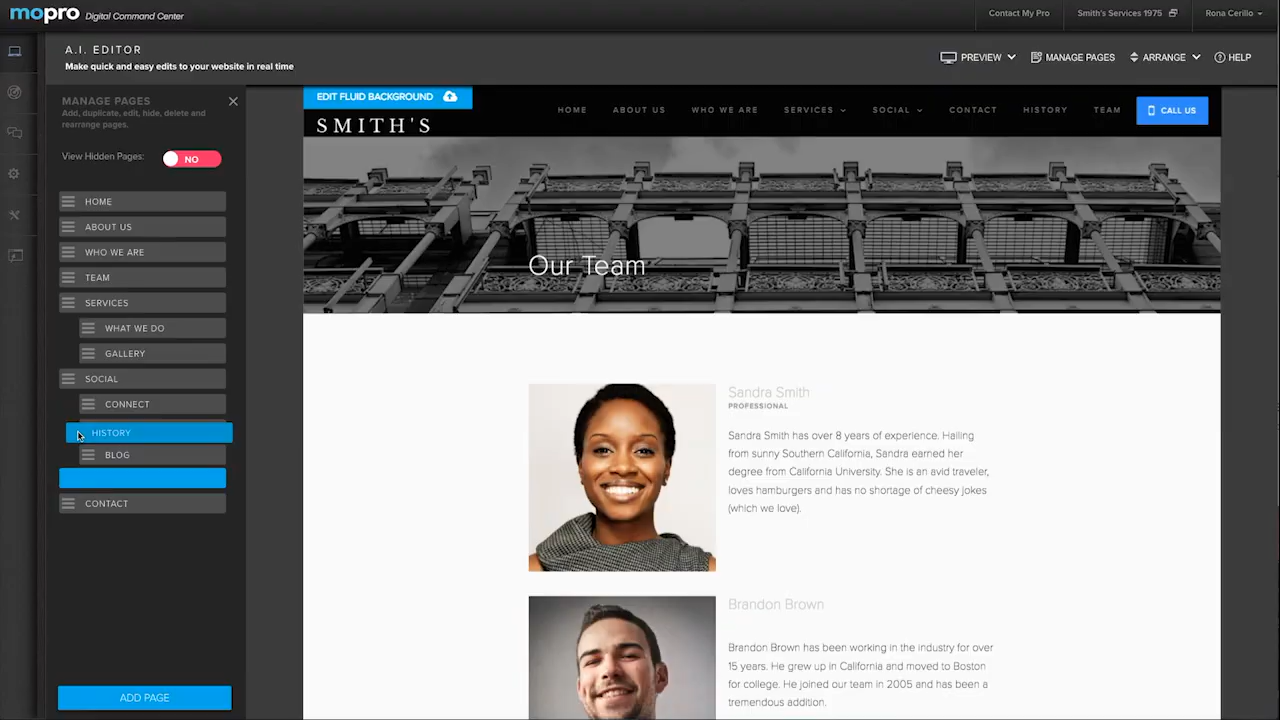 mopro Digital Command Center
Contact My Pro
Smith's Services 1975
Rona Cerillo
A.I. EDITOR
Make quick and easy edits to your website in real time
PREVIEW
MANAGE PAGES
ARRANGE
HELP
MANAGE PAGES
Add, duplicate, edit, hide, delete and
rearrange pages.
View Hidden Pages:
NO
HOME
ABOUT US
WHO WE ARE
TEAM
SERVICES
WHAT WE DO
GALLERY
SOCIAL
CONNECT
HISTORY
BLOG
CONTACT
ADD PAGE
EDIT FLUID BACKGROUND
SMITH'S
HOME
ABOUT US
WHO WE ARE
SERVICES
SOCIAL
CONTACT
HISTORY
TEAM
CALL US
Our Team
Sandra Smith
PROFESSIONAL
Sandra Smith has over 8 years of experience. Hailing
from sunny Southern California, Sandra earned her
degree from California University. She is an avid traveler,
loves hamburgers and has no shortage of cheesy jokes
(which we love).
Brandon Brown
Brandon Brown has been working in the industry for over
15 years. He grew up in California and moved to Boston
for college. He joined our team in 2005 and has been a
tremendous addition.